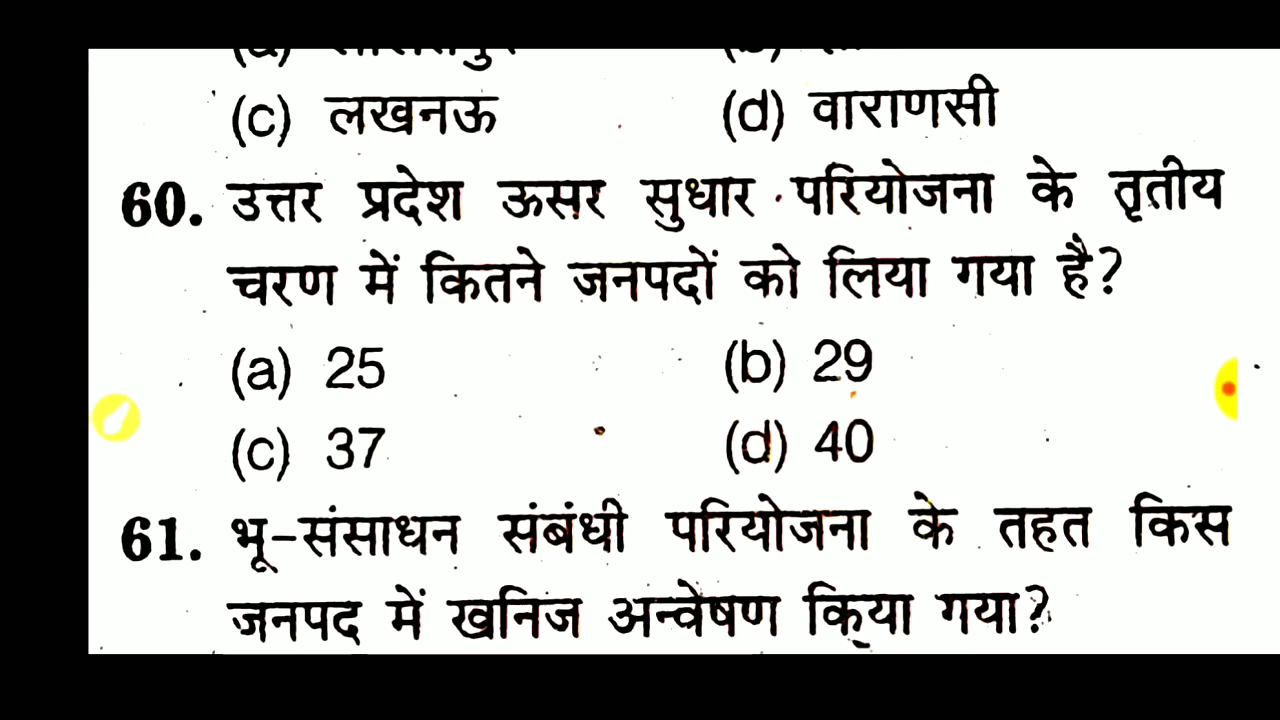 (c) लखनऊ (d) वाराणसी
60. उत्तर प्रदेश ऊसर सुधार परियोजना के तृतीय
चरण में कितने जनपदों को लिया गया है?
(a) 25 (b) 29
(c) 37 (d) 40
61. भू-संसाधन संबंधी परियोजना के तहत किस
जनपद में खनिज अन्वेषण किया गया?